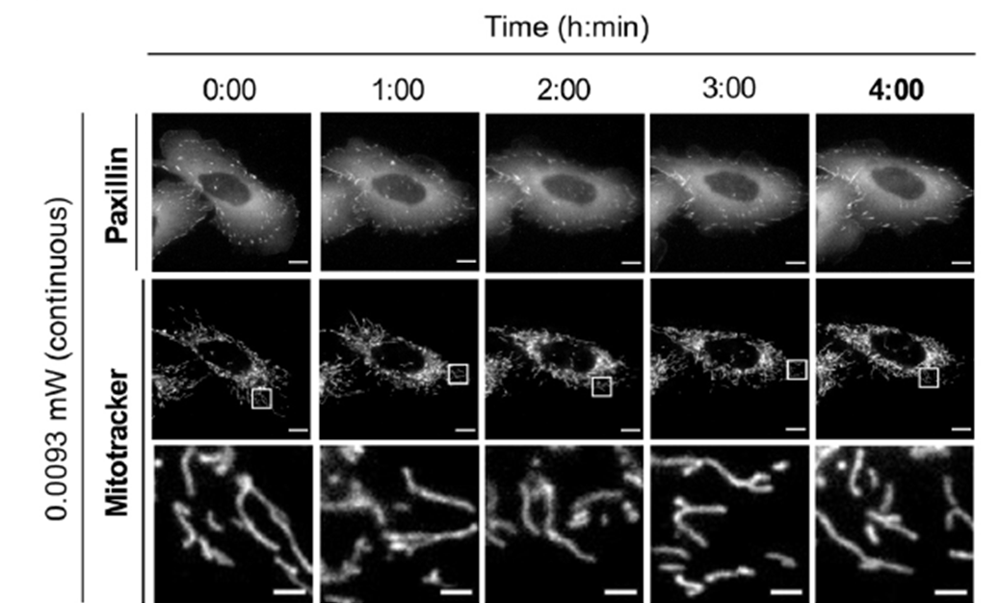 Time (h:min)
0:00 1:00 2:00 3:00 4:00
0.0093 mW (continuous)
Paxillin
Mitotracker